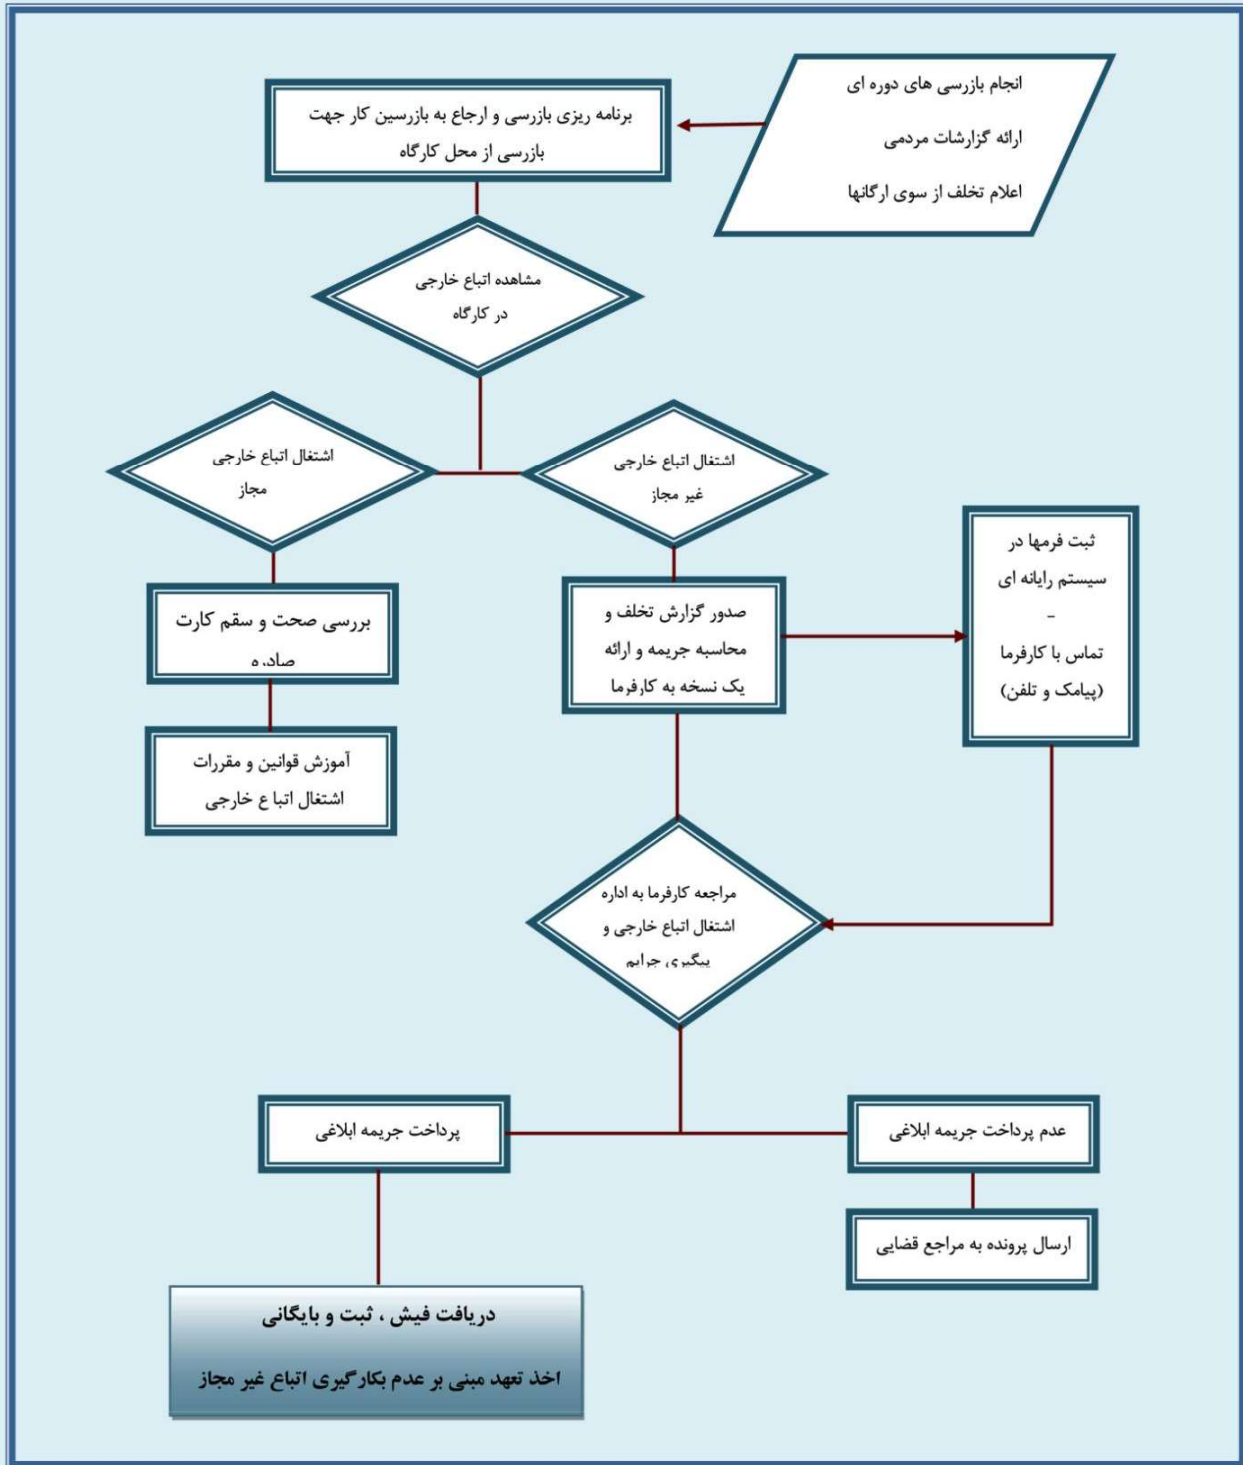 انجام بازرسی های دوره ای
ارائه گزارشات مردمی
اعلام تخلف از سوی ارگانها
برنامه ریزی بازرسی و ارجاع به بازرسین کار جهت
بازرسی از محل کارگاه
مشاهده اتباع خارجی
در کارگاه
اشتغال اتباع خارجی
غیر مجاز
اشتغال اتباع خارجی
مجاز
صدور گزارش تخلف و
محاسبه جریمه و ارائه
یک نسخه به کارفرما
ثبت فرمها در
سیستم رایانه ای
-
تماس با کارفرما
(پیامک و تلفن)
بررسی صحت و سقم کارت
صادره
آموزش قوانین و مقررات
اشتغال اتبا ع خارجی
مراجعه کارفرما به اداره
اشتغال اتباع خارجی و
پیگیری جرایم
عدم پرداخت جریمه ابلاغی
پرداخت جریمه ابلاغی
ارسال پرونده به مراجع قضایی
دریافت فیش ، ثبت و بایگانی
اخذ تعهد مبنی بر عدم بکارگیری اتباع غیر مجاز